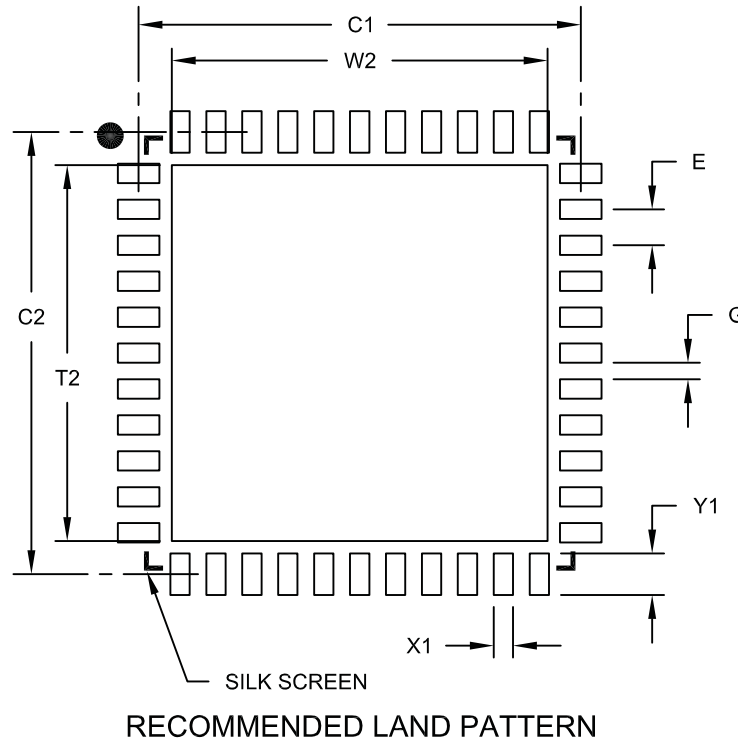 C1
W2
E
C2
G
T2
Y1
X1
SILK SCREEN
RECOMMENDED LAND PATTERN